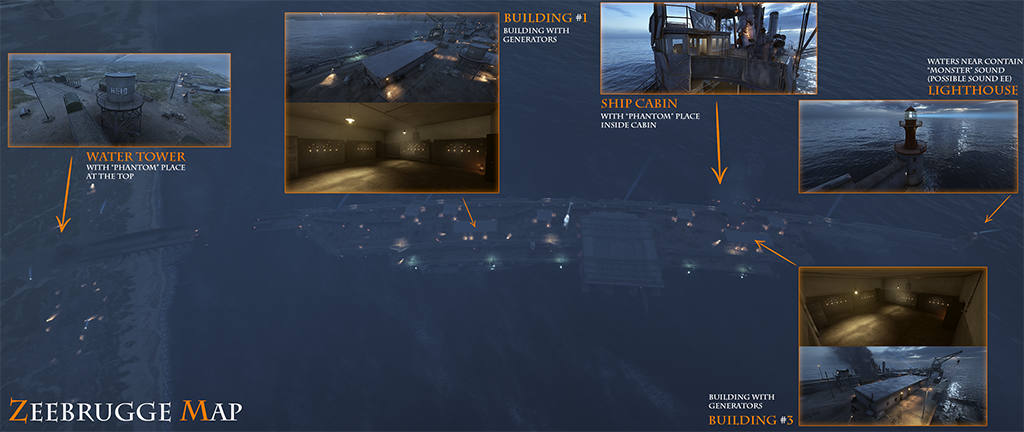 BUILDING #1
BUILDING WITH
GENERATORS
WATERS NEAR CONTAIN
"MONSTER" SOUND
(POSSIBLE SOUND EE)
LIGHTHOUSE
SHIP CABIN
WITH "PHANTOM" PLACE
INSIDE CABIN
WATER TOWER
WITH "PHANTOM" PLACE
AT THE TOP
BUILDING WITH
GENERATORS
BUILDING #3
ZEEBRUGGE MAP